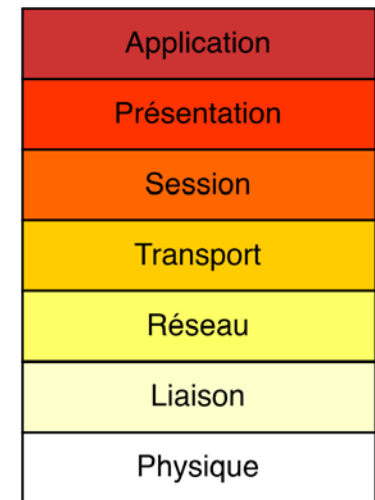 Application
Présentation
Session
Transport
Réseau
Liaison
Physique